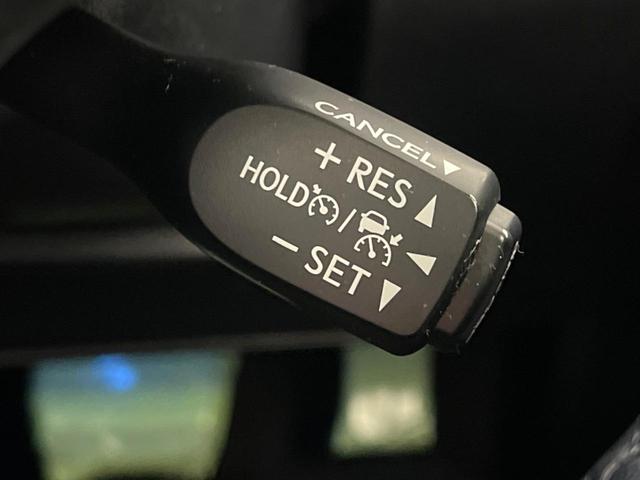 CANCEL▼
+ RES ▲
HOLD / ◀
− SET ▼